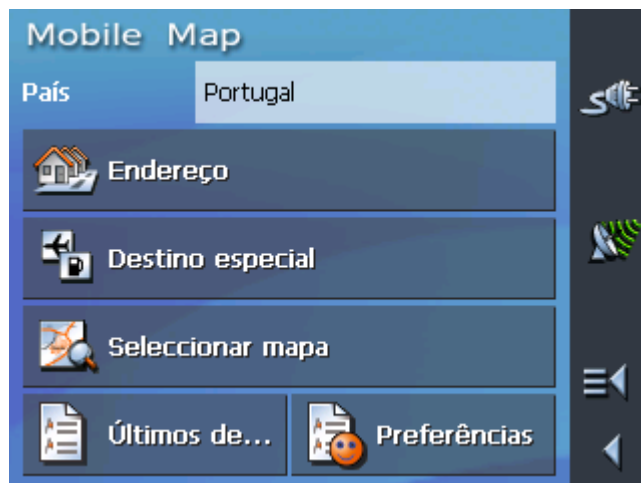 Mobile Map
País Portugal
Endereço
Destino especial
Seleccionar mapa
Últimos de... Preferências